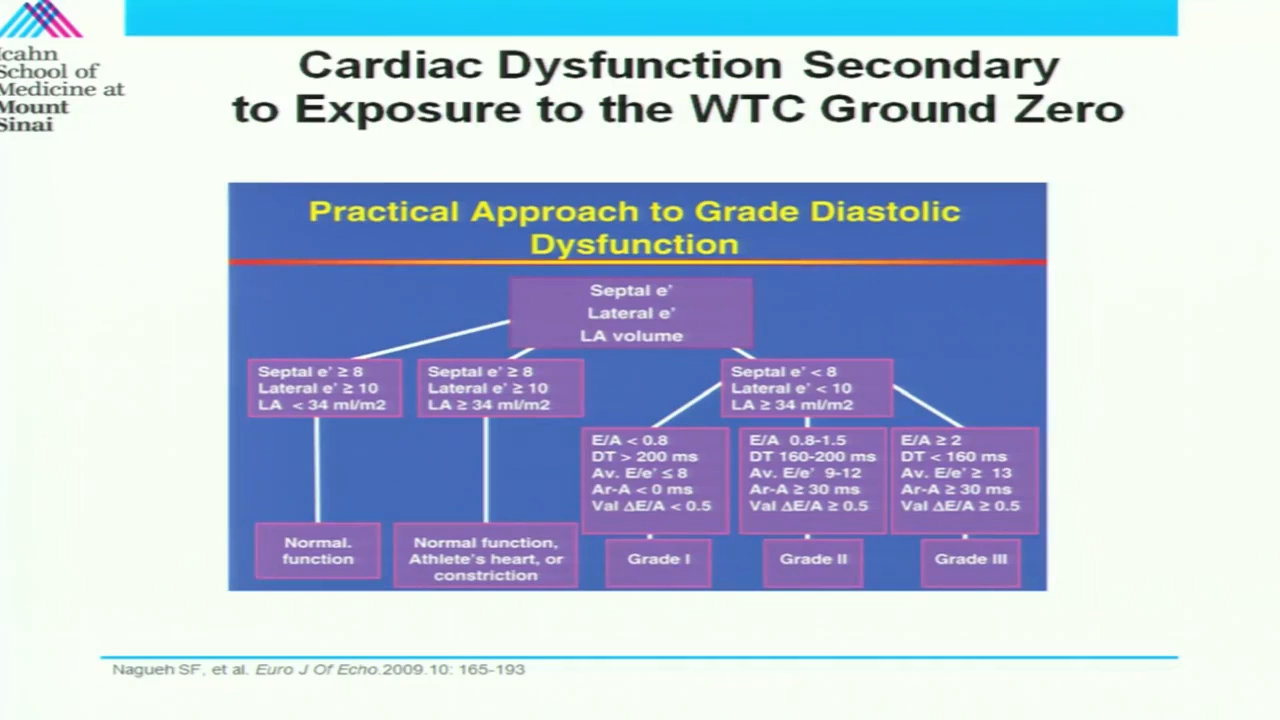 Icahn
School of
Medicine at
Mount
Sinai
Cardiac Dysfunction Secondary
to Exposure to the WTC Ground Zero
Practical Approach to Grade Diastolic
Dysfunction
Septal e'
Lateral e'
LA volume
Septal e' ≥ 8
Lateral e' ≥ 10
LA < 34 ml/m2
Septal e' ≥ 8
Lateral e' ≥ 10
LA ≥ 34 ml/m2
Septal e' < 8
Lateral e' < 10
LA ≥ 34 ml/m2
E/A < 0.8
DT > 200 ms
Av. E/e' ≤ 8
Ar-A < 0 ms
Val ΔE/A < 0.5
E/A 0.8-1.5
DT 160-200 ms
Av. E/e' 9-12
Ar-A ≥ 30 ms
Val ΔE/A ≥ 0.5
E/A ≥ 2
DT < 160 ms
Av. E/e' ≥ 13
Ar-A ≥ 30 ms
Val ΔE/A ≥ 0.5
Normal.
function
Normal function,
Athlete's heart, or
constriction
Grade I
Grade II
Grade III
Nagueh SF, et al. Euro J Of Echo.2009.10: 165-193